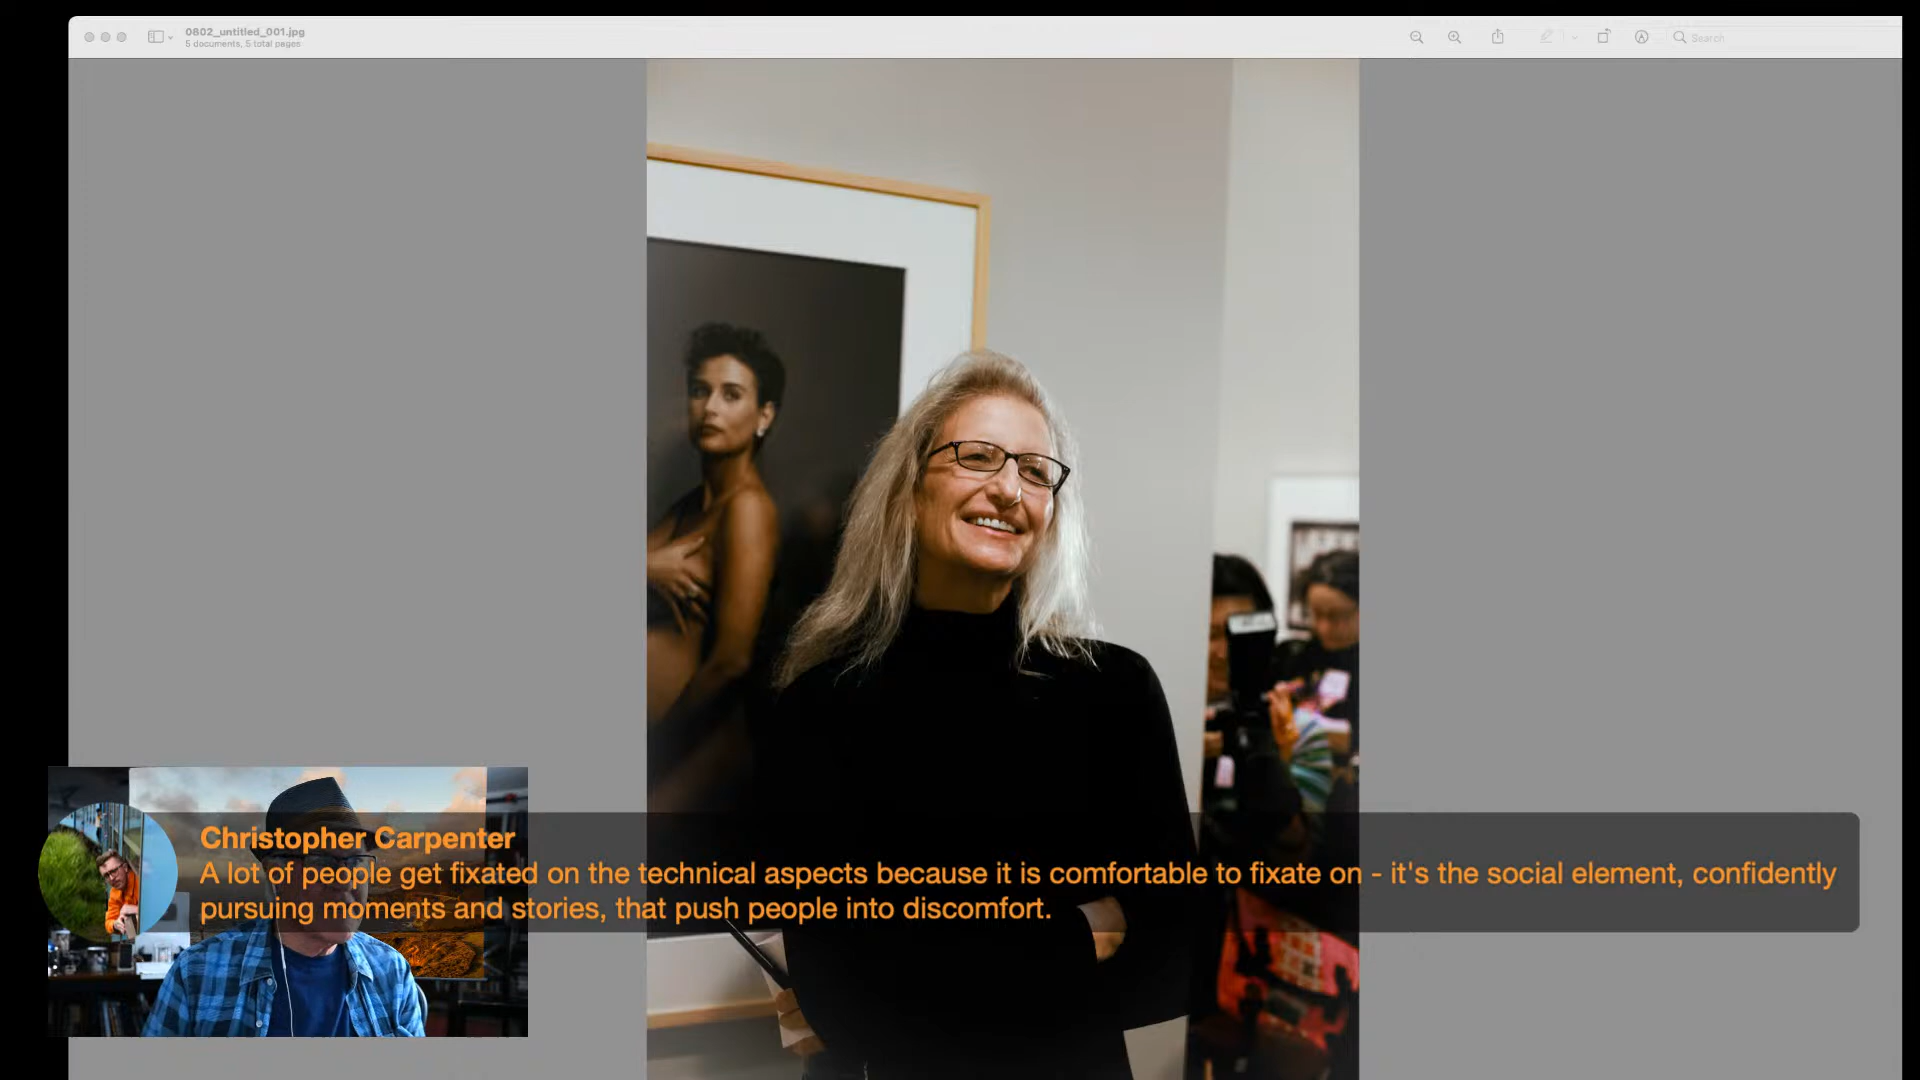 0802_untitled_001.jpg
5 documents, 5 total pages
Search
Christopher Carpenter
A lot of people get fixated on the technical aspects because it is comfortable to fixate on - it's the social element, confidently
pursuing moments and stories, that push people into discomfort.